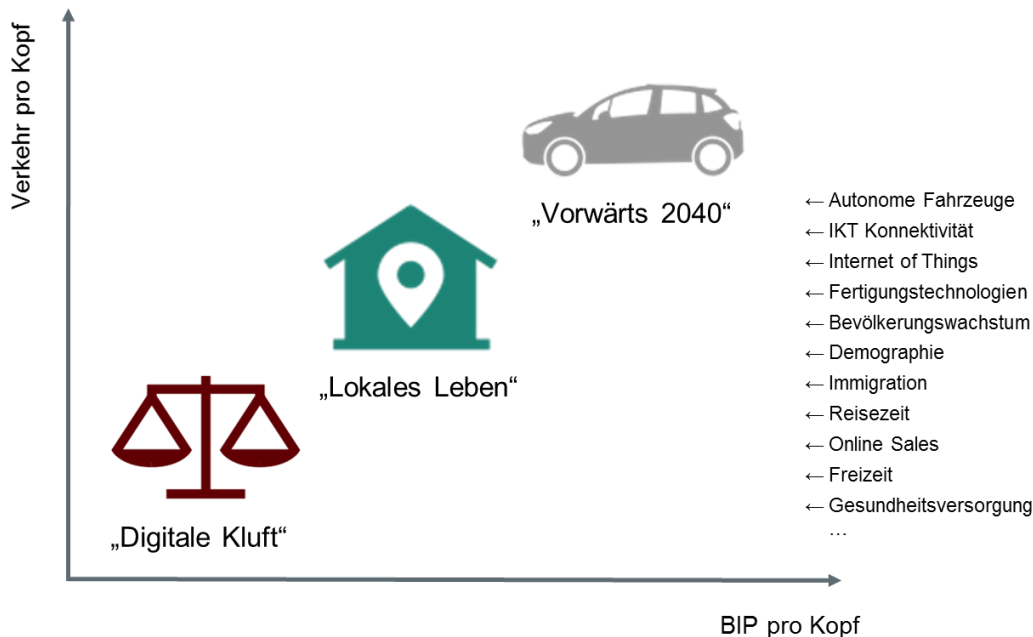 Verkehr pro Kopf
„Vorwärts 2040“
„Lokales Leben“
„Digitale Kluft“
← Autonome Fahrzeuge
← IKT Konnektivität
← Internet of Things
← Fertigungstechnologien
← Bevölkerungswachstum
← Demographie
← Immigration
← Reisezeit
← Online Sales
← Freizeit
← Gesundheitsversorgung
…
BIP pro Kopf